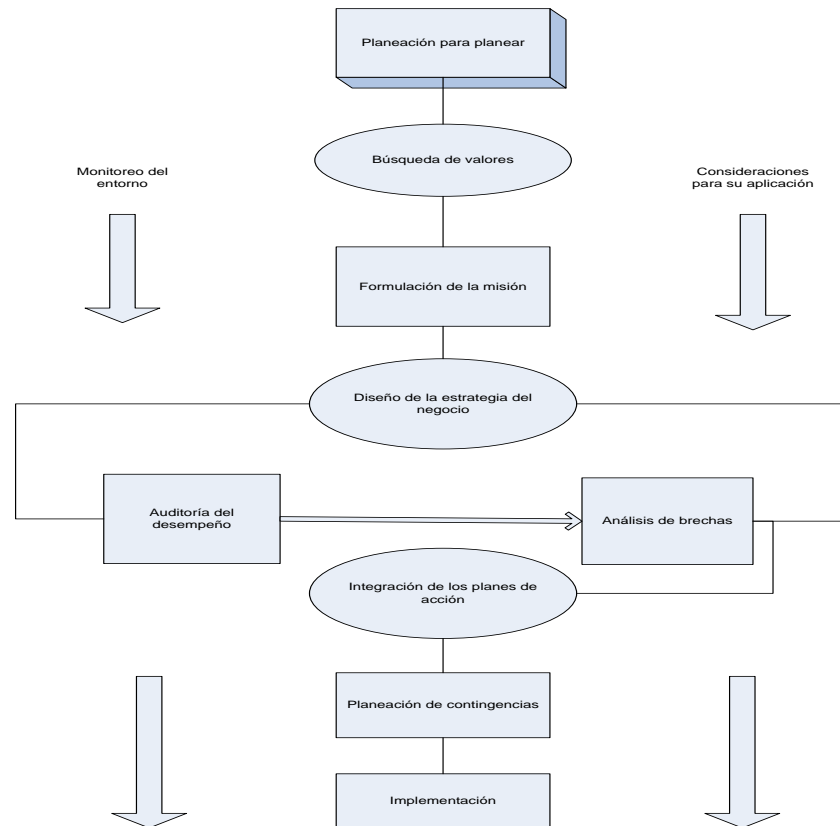 Planeación para planear
Búsqueda de valores
Monitoreo del
entorno
Consideraciones
para su aplicación
Formulación de la misión
Diseño de la estrategia del
negocio
Auditoría del
desempeño
Análisis de brechas
Integración de los planes de
acción
Planeación de contingencias
Implementación